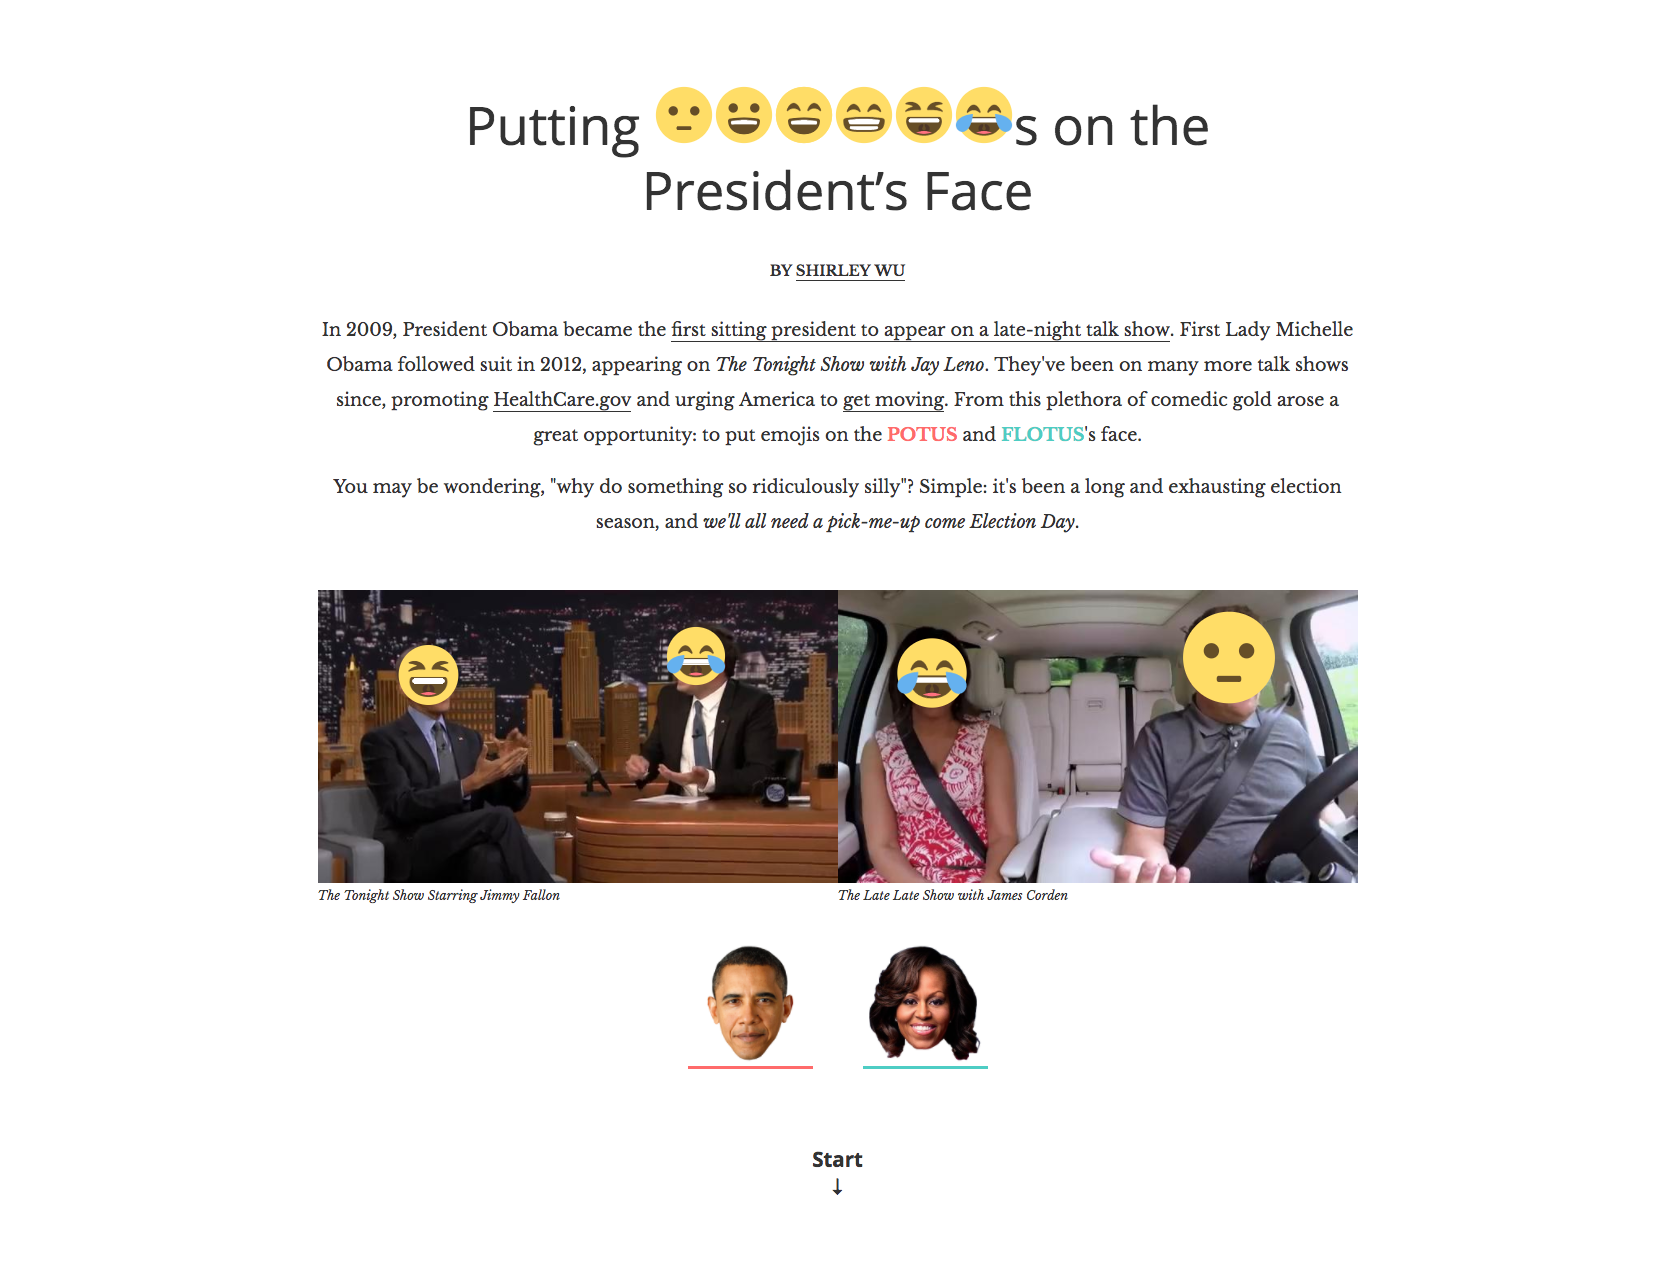 Putting 😐😃😄😁😆😂s on the
President’s Face
BY SHIRLEY WU
In 2009, President Obama became the first sitting president to appear on a late-night talk show. First Lady Michelle
Obama followed suit in 2012, appearing on The Tonight Show with Jay Leno. They've been on many more talk shows
since, promoting HealthCare.gov and urging America to get moving. From this plethora of comedic gold arose a
great opportunity: to put emojis on the POTUS and FLOTUS's face.
You may be wondering, "why do something so ridiculously silly"? Simple: it's been a long and exhausting election
season, and we'll all need a pick-me-up come Election Day.
The Tonight Show Starring Jimmy Fallon
The Late Late Show with James Corden
Start
↓